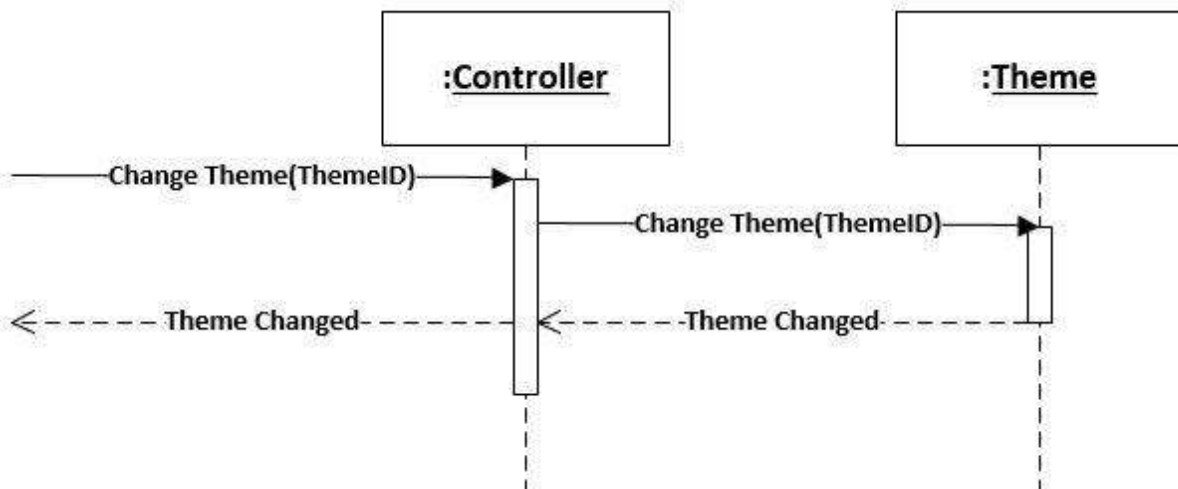 :Controller
:Theme
Change Theme(ThemeID)
Change Theme(ThemeID)
Theme Changed
Theme Changed